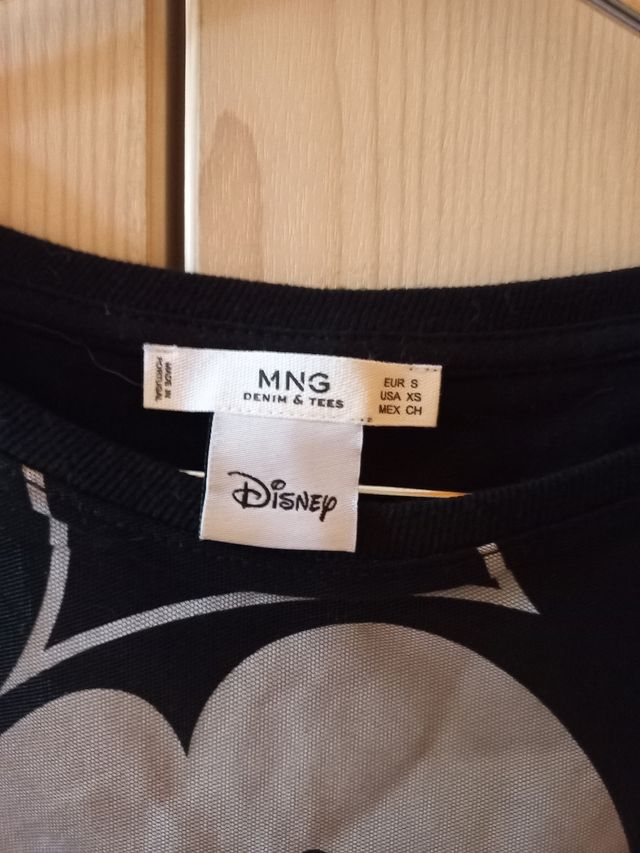 MADE IN
PORTUGAL
MNG
DENIM & TEES
EUR S
USA XS
MEX CH
Disney